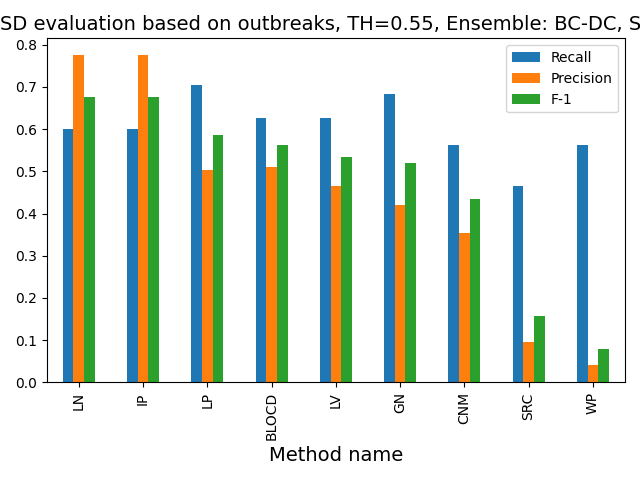 SD evaluation based on outbreaks, TH=0.55, Ensemble: BC-DC, S
Recall
Precision
F-1
0.8
0.7
0.6
0.5
0.4
0.3
0.2
0.1
0.0
LN
IP
LP
BLOCD
LV
GN
CNM
SRC
WP
Method name